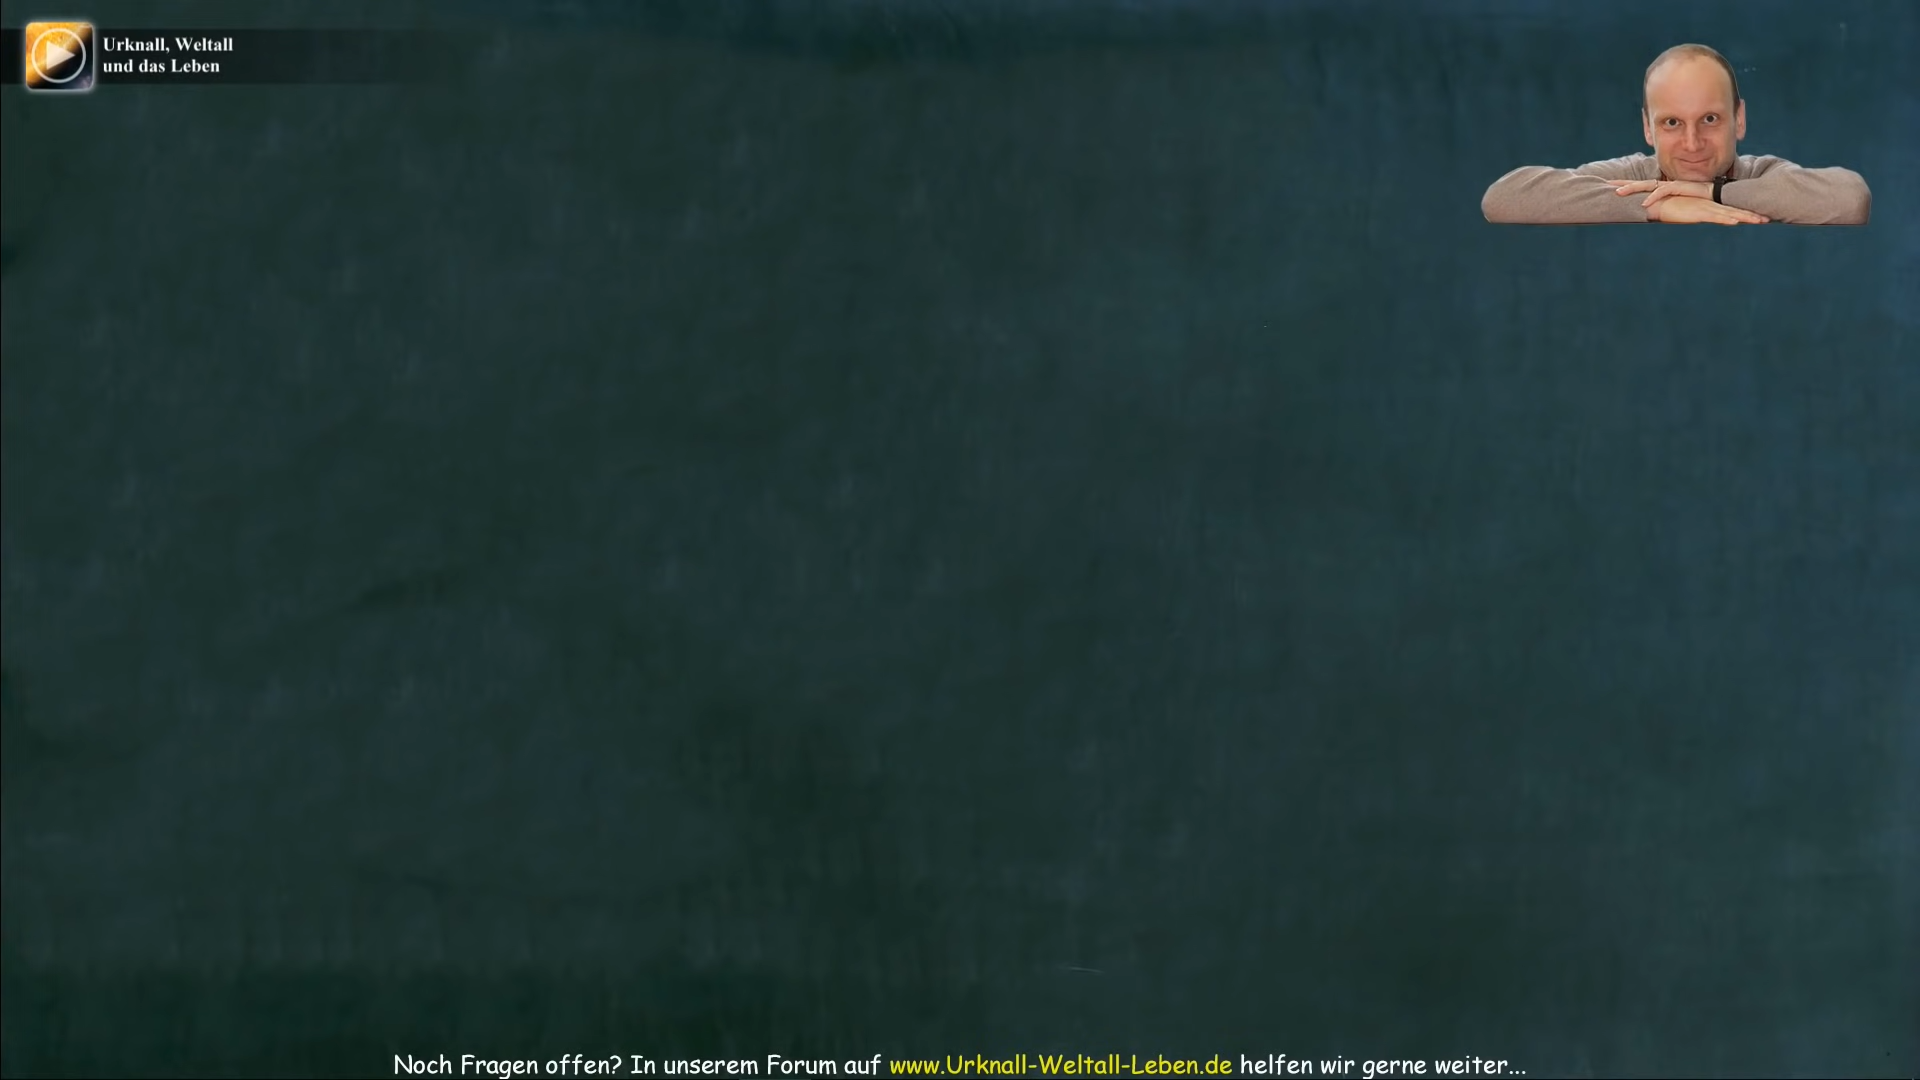 Urknall, Weltall
und das Leben
Noch Fragen offen? In unserem Forum auf www.Urknall-Weltall-Leben.de helfen wir gerne weiter...